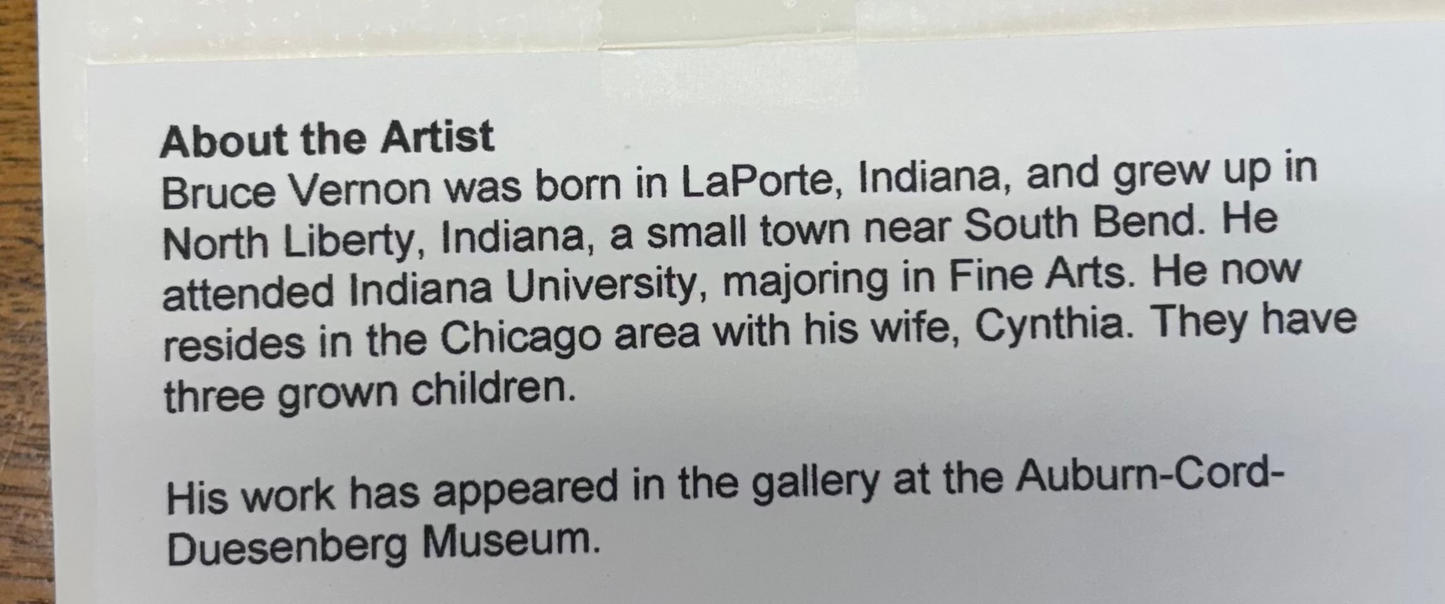 About the Artist
Bruce Vernon was born in LaPorte, Indiana, and grew up in
North Liberty, Indiana, a small town near South Bend. He
attended Indiana University, majoring in Fine Arts. He now
resides in the Chicago area with his wife, Cynthia. They have
three grown children.
His work has appeared in the gallery at the Auburn-Cord-
Duesenberg Museum.